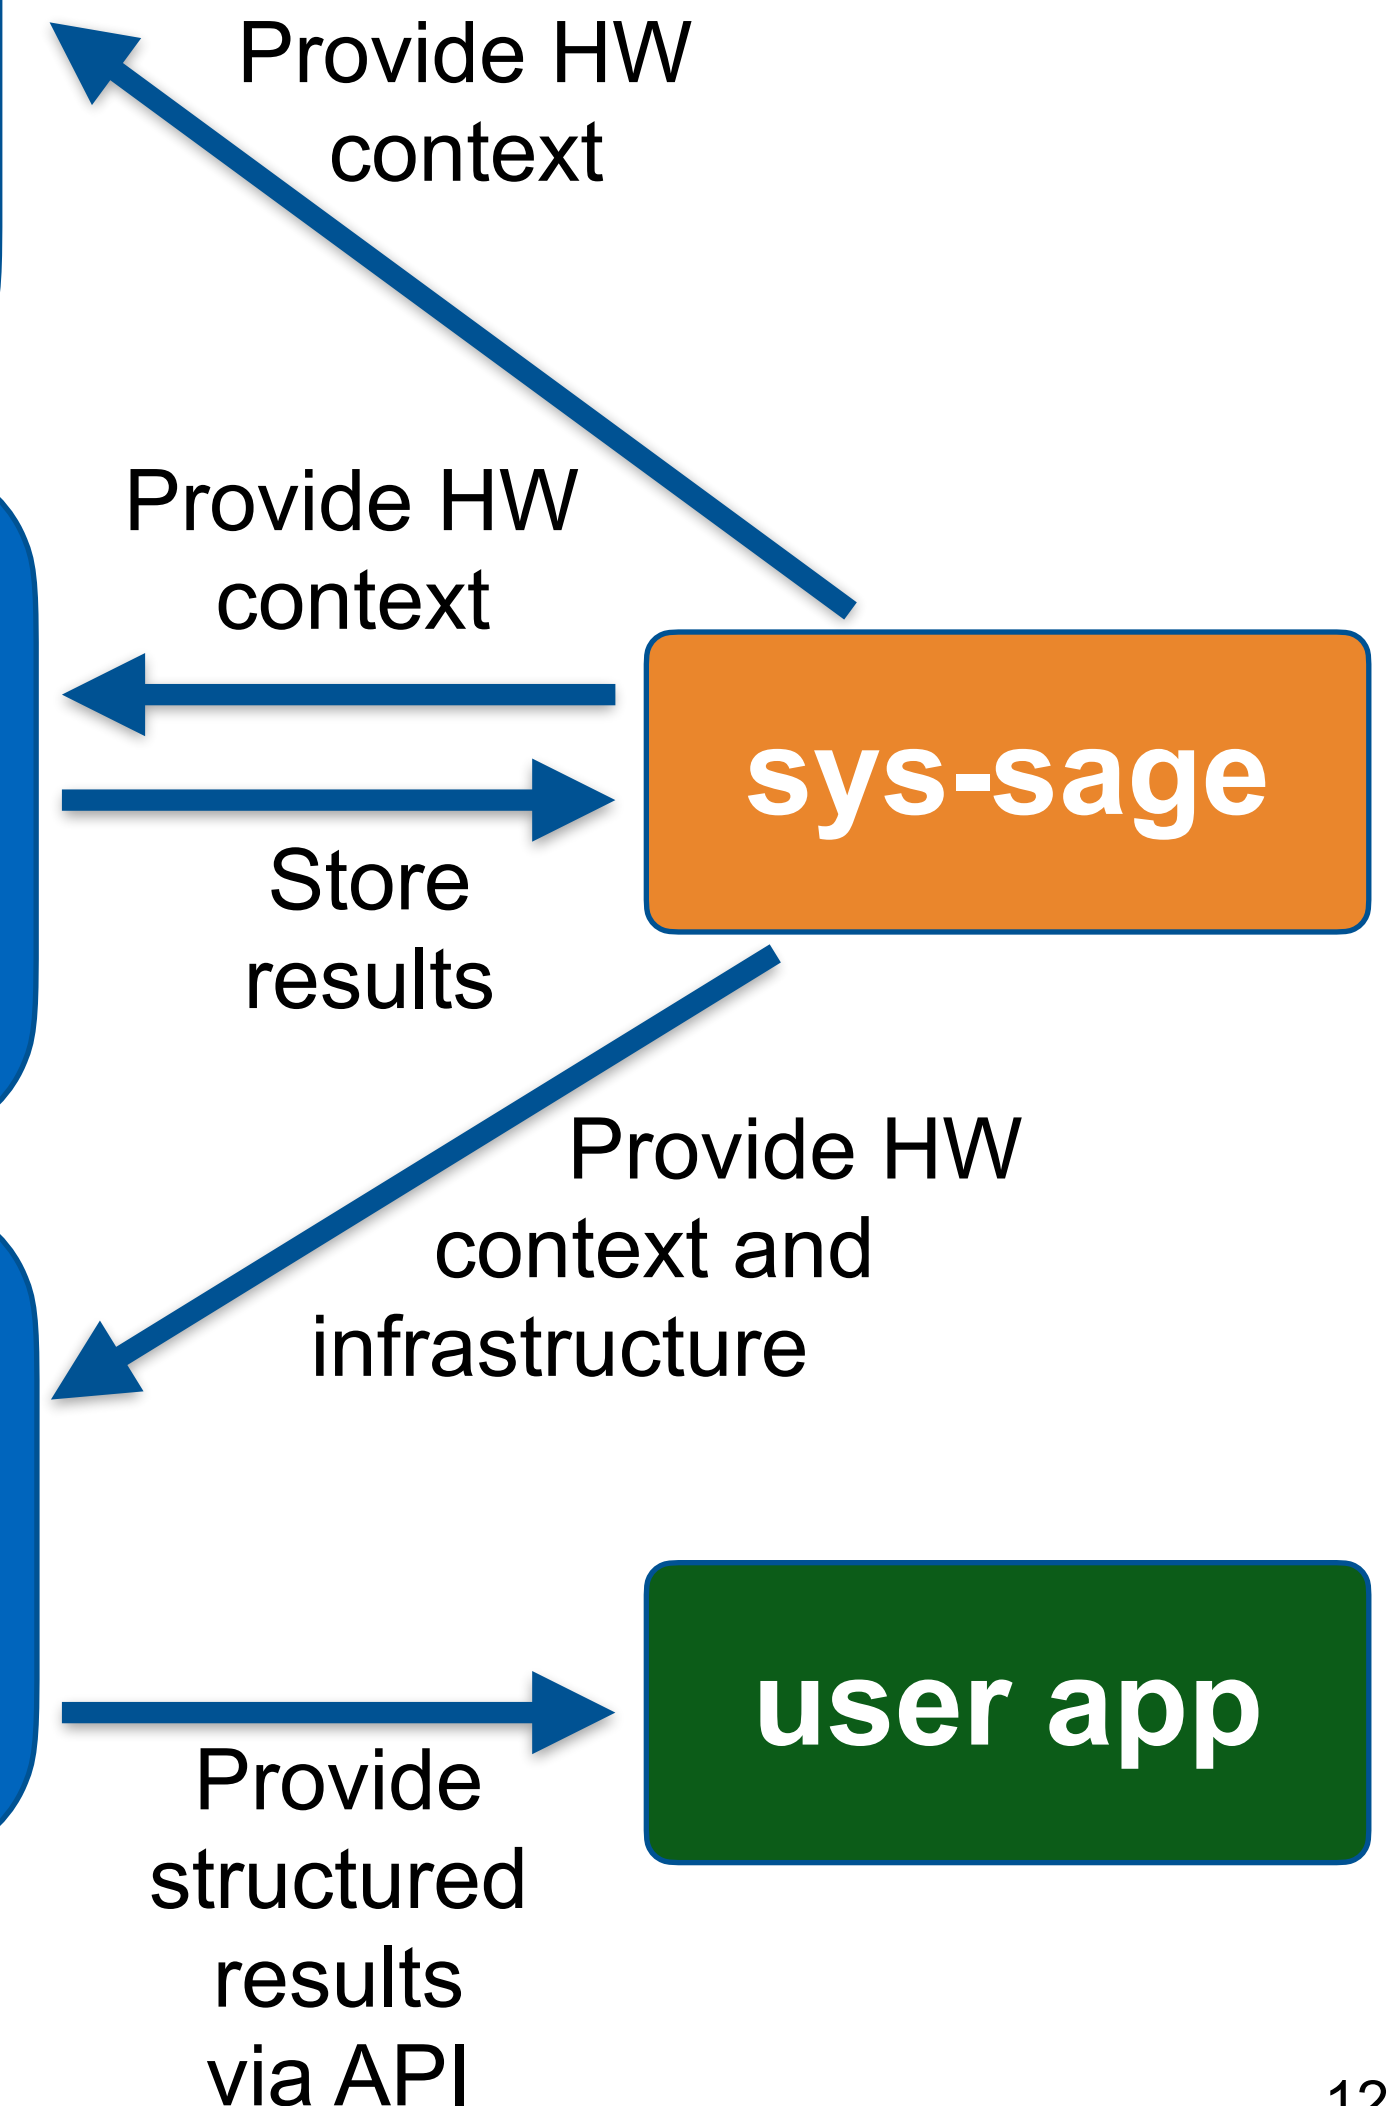 Provide HW
context
Provide HW
context
sys-sage
Store
results
Provide HW
context and
infrastructure
user app
Provide
structured
results
via API
12